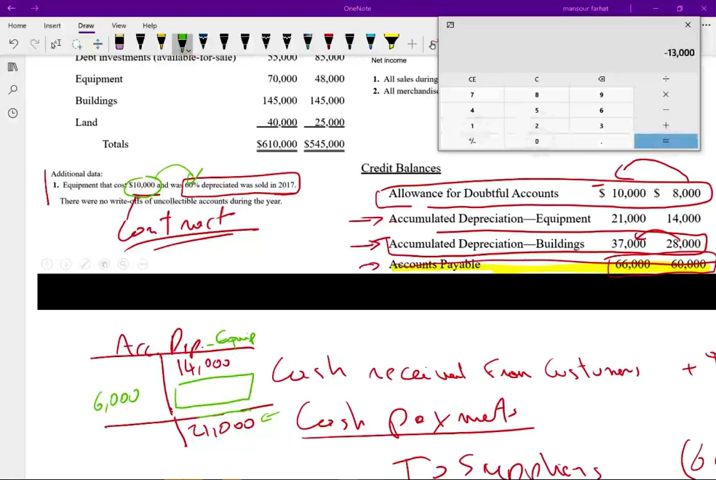 OneNote
mansour farhat
Home Insert Draw View Help
Debt Investments (available-for-sale) 55,000 85,000
Equipment 70,000 48,000
Buildings 145,000 145,000
Land 40,000 25,000
Totals $610,000 $545,000
Net income
1. All sales during
2. All merchandis
-13,000
CE C
7 8 9 ×
4 5 6 -
1 2 3 +
+/- 0 . =
Additional data:
1. Equipment that cost $10,000 and was 60% depreciated was sold in 2017.
There were no write-offs of uncollectible accounts during the year.
Contract
Credit Balances
Allowance for Doubtful Accounts $ 10,000 $ 8,000
Accumulated Depreciation—Equipment 21,000 14,000
Accumulated Depreciation—Buildings 37,000 28,000
Accounts Payable 66,000 60,000
Acc. Dep. - Equip
14,000
6,000
21,000
Cash received From Customers +
Cash payments
To Suppliers (6